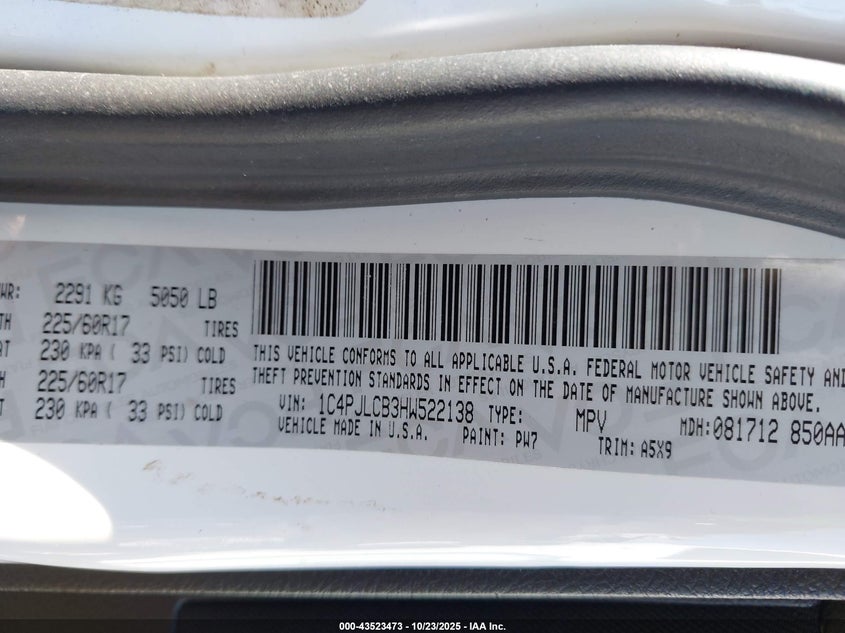 WR: 2291 KG 5050 LB
TH 225/60R17 TIRES
AT 230 KPA ( 33 PSI) COLD
H 225/60R17 TIRES
T 230 KPA ( 33 PSI) COLD
THIS VEHICLE CONFORMS TO ALL APPLICABLE U.S.A. FEDERAL MOTOR VEHICLE SAFETY AND
THEFT PREVENTION STANDARDS IN EFFECT ON THE DATE OF MANUFACTURE SHOWN ABOVE.
VIN: 1C4PJLCB3HW522138 TYPE: MPV MDH:081712 850AA
VEHICLE MADE IN U.S.A. PAINT: PW7 TRIM: A5X9
000-43523473 | 10/23/2025 - IAA Inc. ©